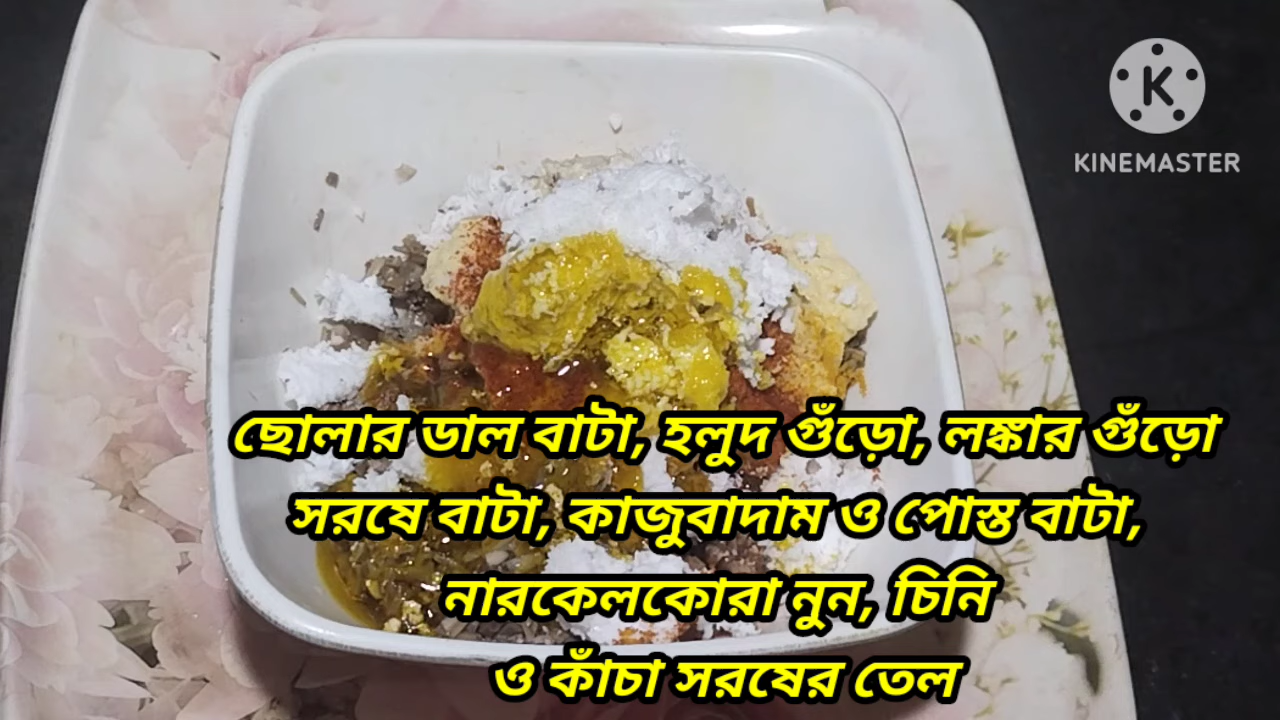 KINEMASTER
ছোলার ডাল বাটা, হলুদ গুঁড়ো, লঙ্কার গুঁড়ো
সরষে বাটা, কাজুবাদাম ও পোস্ত বাটা,
নারকেলকোরা নুন, চিনি
ও কাঁচা সরষের তেল